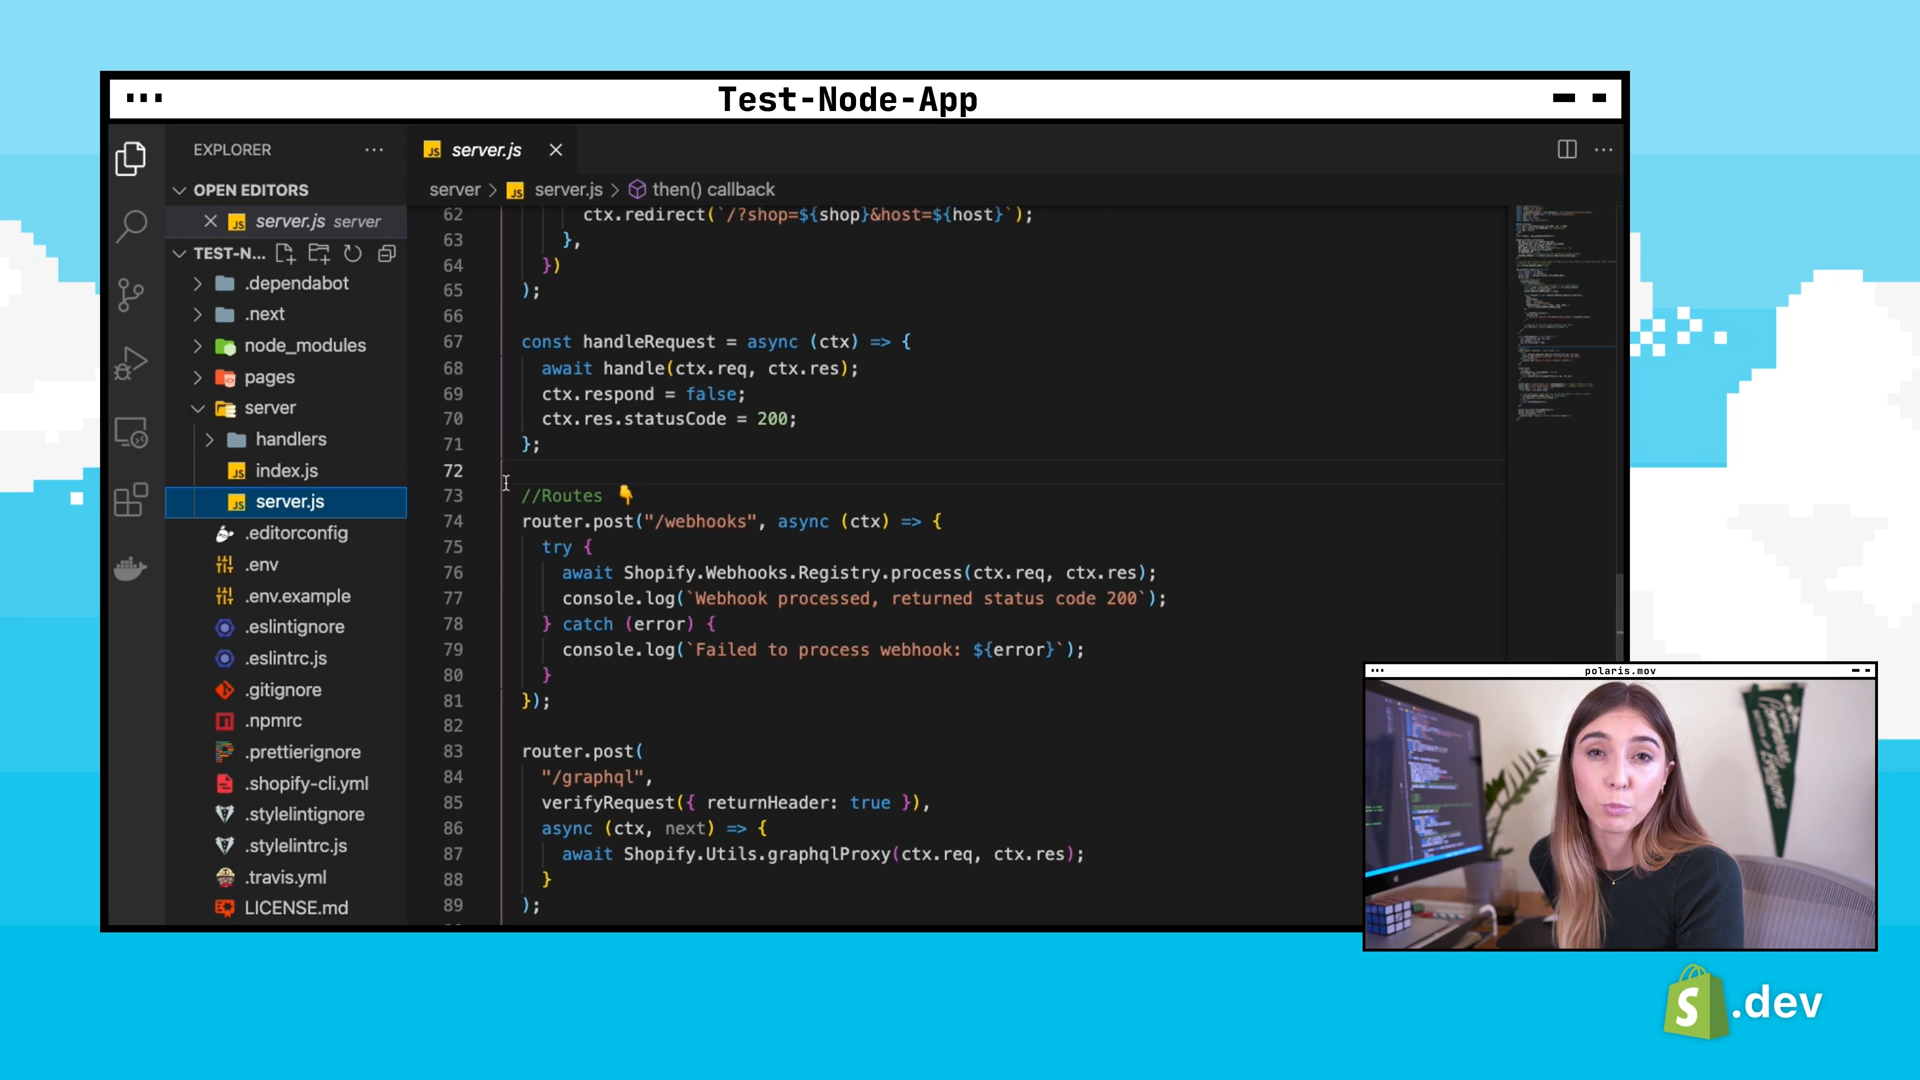 Test-Node-App
EXPLORER
OPEN EDITORS
server.js server
TEST-N...
.dependabot
.next
node_modules
pages
server
handlers
index.js
server.js
.editorconfig
.env
.env.example
.eslintignore
.eslintrc.js
.gitignore
.npmrc
.prettierignore
.shopify-cli.yml
.stylelintignore
.stylelintrc.js
.travis.yml
LICENSE.md
server.js
server > server.js > then() callback
62 ctx.redirect(`/?shop=${shop}&host=${host}`);
63 },
64 })
65 );
66
67 const handleRequest = async (ctx) => {
68 await handle(ctx.req, ctx.res);
69 ctx.respond = false;
70 ctx.res.statusCode = 200;
71 };
72
73 //Routes 👇
74 router.post("/webhooks", async (ctx) => {
75 try {
76 await Shopify.Webhooks.Registry.process(ctx.req, ctx.res);
77 console.log(`Webhook processed, returned status code 200`);
78 } catch (error) {
79 console.log(`Failed to process webhook: ${error}`);
80 }
81 });
82
83 router.post(
84 "/graphql",
85 verifyRequest({ returnHeader: true }),
86 async (ctx, next) => {
87 await Shopify.Utils.graphqlProxy(ctx.req, ctx.res);
88 }
89 );
polaris.mov
S .dev